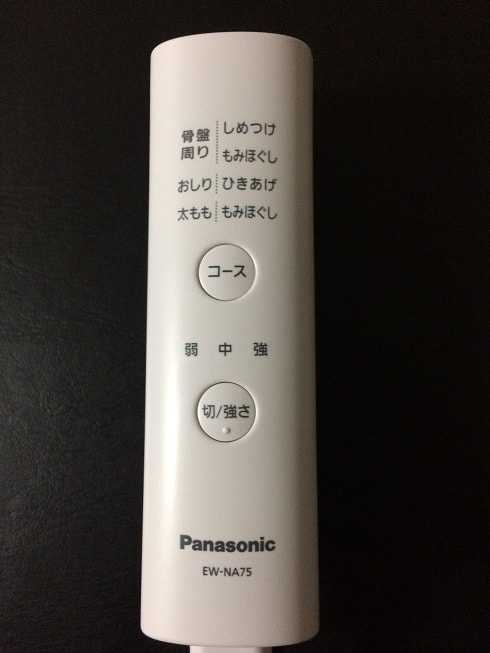 骨盤 しめつけ
周り もみほぐし
おしり ひきあげ
太もも もみほぐし
コース
弱 中 強
切/強さ
Panasonic
EW-NA75